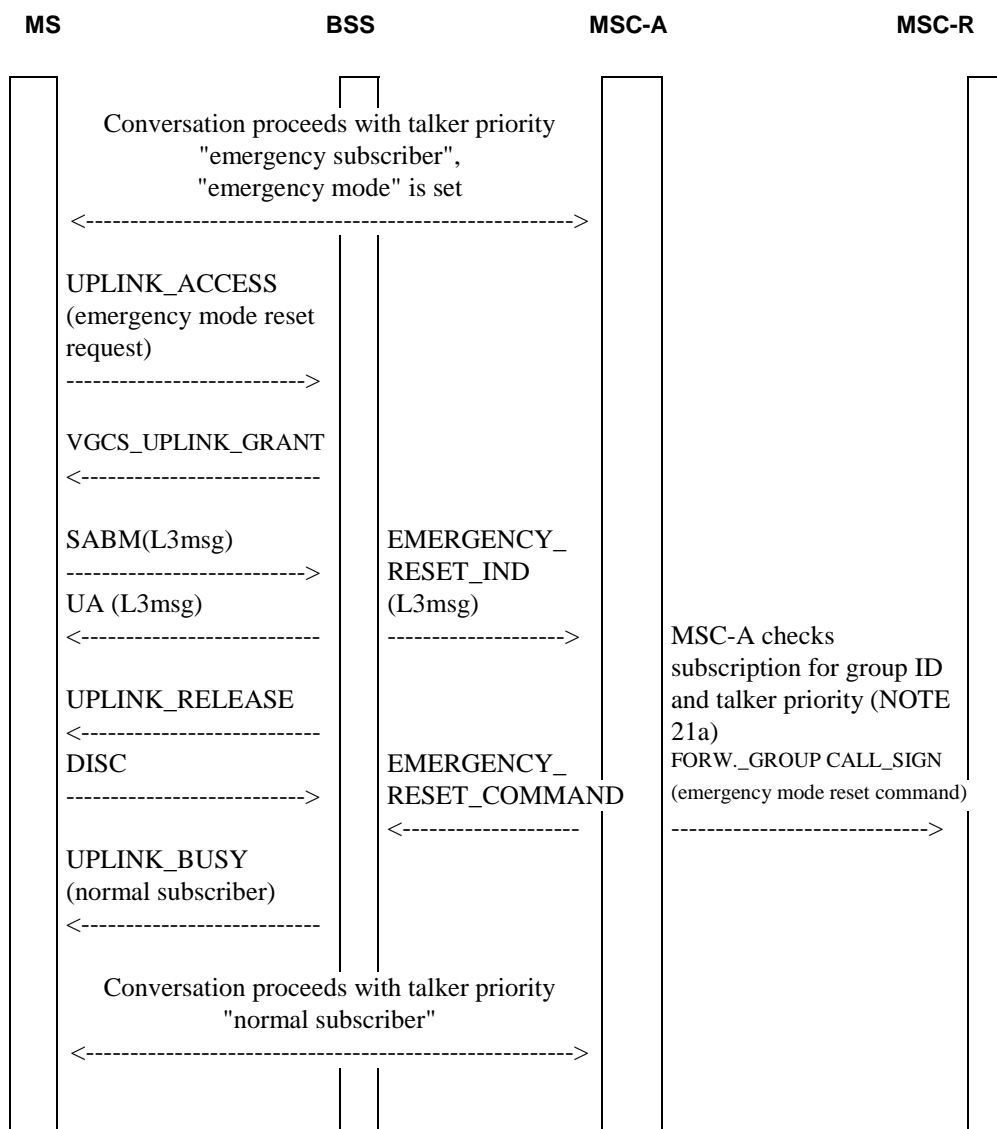 MS BSS MSC-A MSC-R
Conversation proceeds with talker priority
"emergency subscriber",
"emergency mode" is set
<------------------------------------------------------>
UPLINK_ACCESS
(emergency mode reset
request)
--------------------------->
VGCS_UPLINK_GRANT
<---------------------------
SABM(L3msg) EMERGENCY_
---------------------------> RESET_IND
UA (L3msg) (L3msg)
<--------------------------- -------------------->
MSC-A checks
subscription for group ID
UPLINK_RELEASE and talker priority (NOTE
<--------------------------- 21a)
DISC EMERGENCY_ FORW._GROUP CALL_SIGN
---------------------------> RESET_COMMAND (emergency mode reset command)
<-------------------- ----------------------------->
UPLINK_BUSY
(normal subscriber)
<---------------------------
Conversation proceeds with talker priority
"normal subscriber"
<------------------------------------------------------>